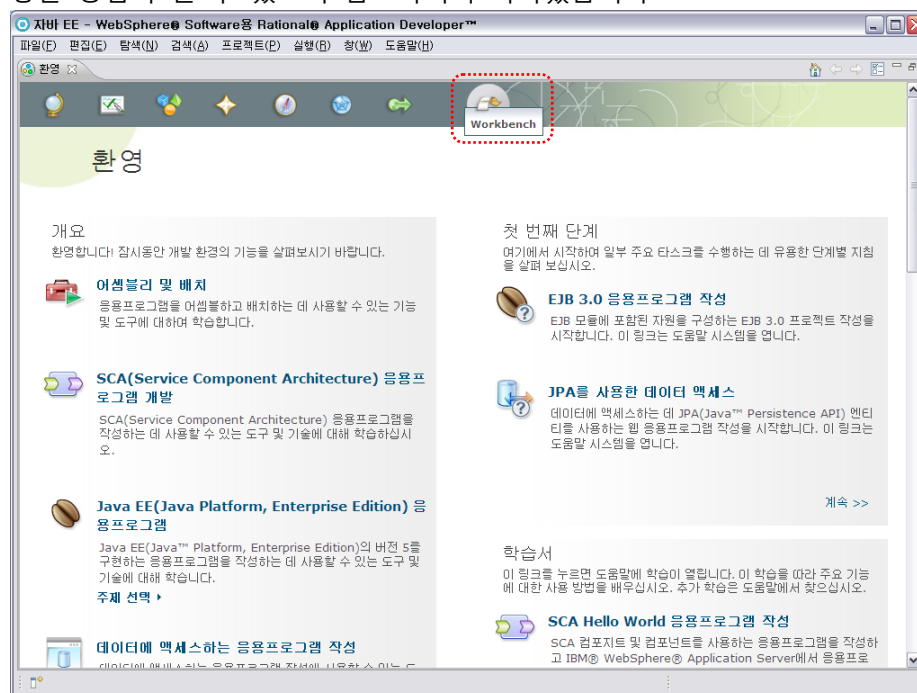 자바 EE - WebSphere® Software용 Rational® Application Developer™
파일(F) 편집(E) 탐색(N) 검색(A) 프로젝트(P) 실행(R) 창(W) 도움말(H)
환영
Workbench
환영
개요
환영합니다! 잠시동안 개발 환경의 기능을 살펴보시기 바랍니다.
어셈블리 및 배치
응용프로그램을 어셈블하고 배치하는 데 사용할 수 있는 기능
및 도구에 대하여 학습합니다.
SCA(Service Component Architecture) 응용프
로그램 개발
SCA(Service Component Architecture) 응용프로그램을
작성하는 데 사용할 수 있는 도구 및 기술에 대해 학습하십시
오.
Java EE(Java Platform, Enterprise Edition) 응
용프로그램
Java EE(Java™ Platform, Enterprise Edition)의 버전 5를
구현하는 응용프로그램을 작성하는 데 사용할 수 있는 도구 및
기술에 대해 학습니다.
주제 선택
데이터에 액세스하는 응용프로그램 작성
첫 번째 단계
여기에서 시작하여 일부 주요 타스크를 수행하는 데 유용한 단계별 지침
을 살펴 보십시오.
EJB 3.0 응용프로그램 작성
EJB 모듈에 포함된 자원을 구성하는 EJB 3.0 프로젝트 작성을
시작합니다. 이 링크는 도움말 시스템을 엽니다.
JPA를 사용한 데이터 액세스
데이터에 액세스하는 데 JPA(Java™ Persistence API) 엔티
티를 사용하는 웹 응용프로그램 작성을 시작합니다. 이 링크는
도움말 시스템을 엽니다.
계속 >>
학습서
이 링크를 누르면 도움말에 학습이 열립니다. 이 학습을 따라 주요 기능
에 대한 사용 방법을 배우십시오. 추가 학습은 도움말에서 찾으십시오.
SCA Hello World 응용프로그램 작성
SCA 컴포지트 및 컴포넌트를 사용하는 응용프로그램을 작성하
고 IBM® WebSphere® Application Server에서 응용프로